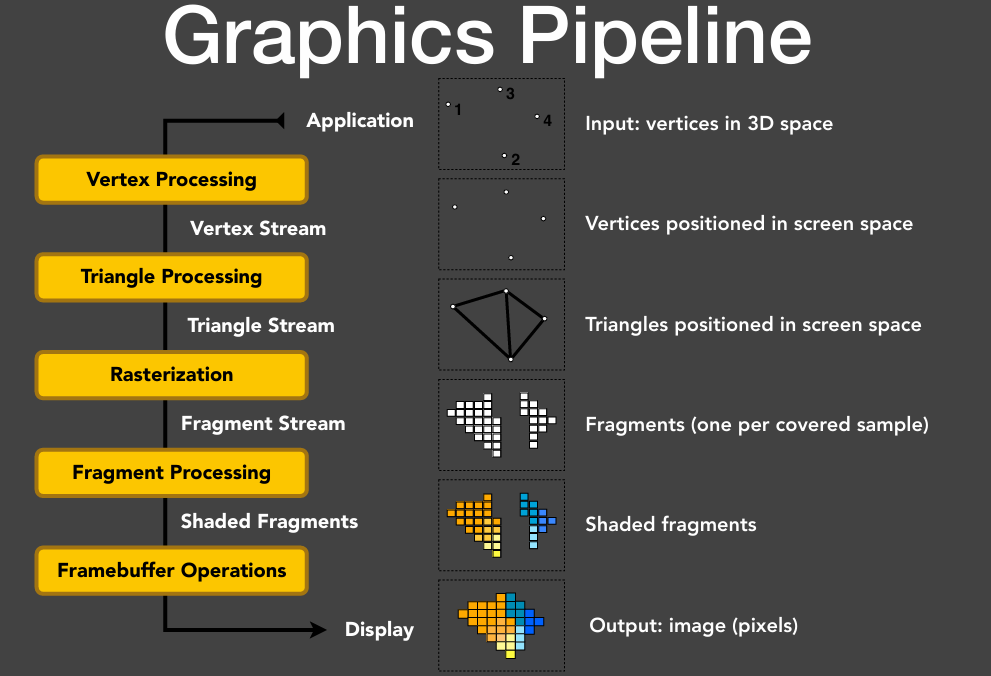 Graphics Pipeline
Application
1
3
4
2
Input: vertices in 3D space
Vertex Processing
Vertex Stream
Vertices positioned in screen space
Triangle Processing
Triangle Stream
Triangles positioned in screen space
Rasterization
Fragment Stream
Fragments (one per covered sample)
Fragment Processing
Shaded Fragments
Shaded fragments
Framebuffer Operations
Display
Output: image (pixels)